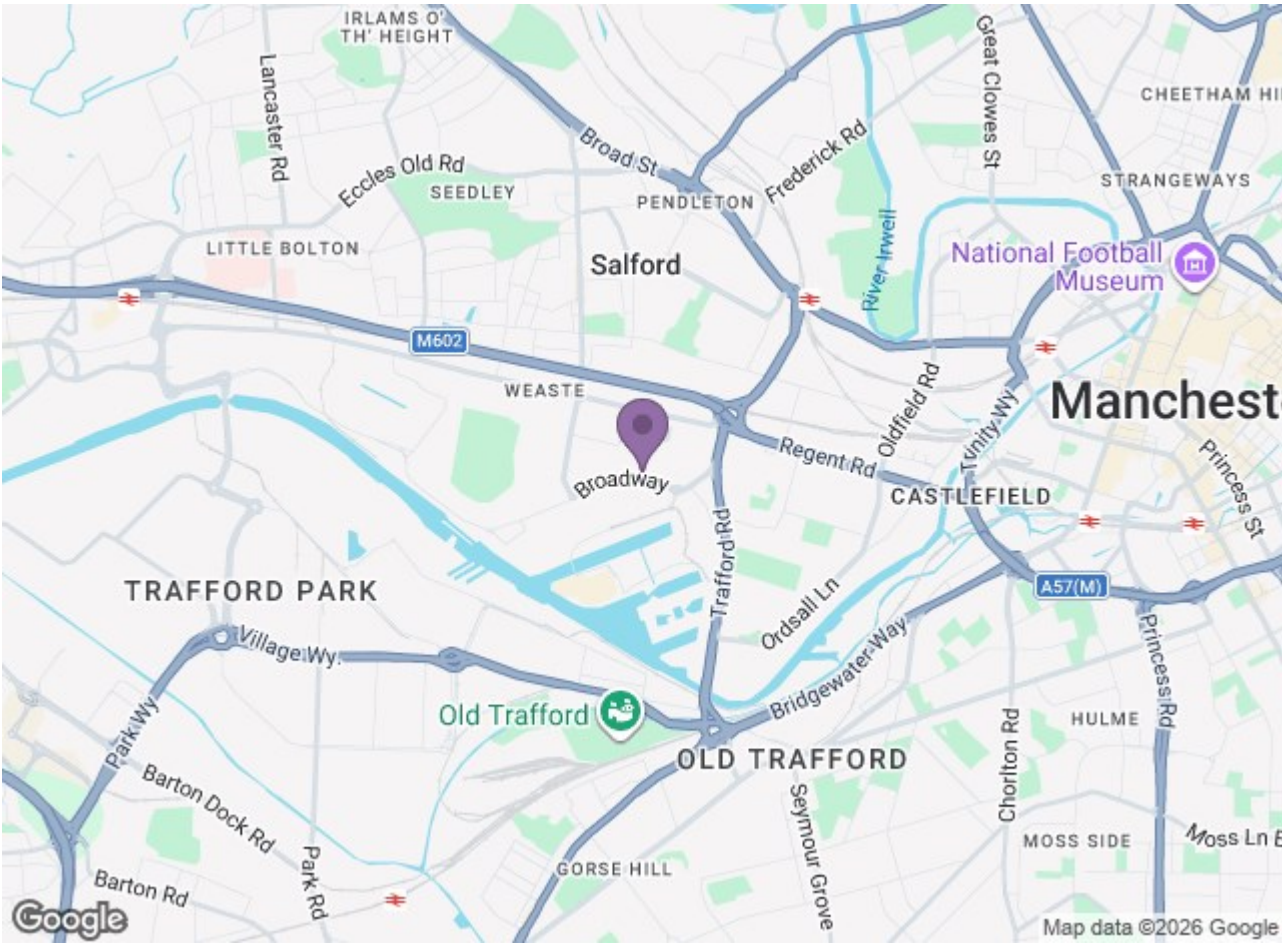 IRLAMS O'
TH' HEIGHT
Lancaster Rd
Great Clowes St
CHEETHAM HI
Broad St
Frederick Rd
Eccles Old Rd
SEEDLEY
PENDLETON
STRANGEWAYS
LITTLE BOLTON
Salford
River Irwell
National Football
Museum
M602
WEASTE
Oldfield Rd
Trinity Wy
Manchest
Regent Rd
Princess St
Broadway
CASTLEFIELD
Trafford Rd
TRAFFORD PARK
A57(M)
Ordsall Ln
Village Wy.
Bridgewater Way
Princess Rd
Park Wy
Old Trafford
HULME
OLD TRAFFORD
Chorlton Rd
Barton Dock Rd
Seymour Grove
MOSS SIDE
Moss Ln E
Park Rd
GORSE HILL
Barton Rd
Google
Map data ©2026 Google